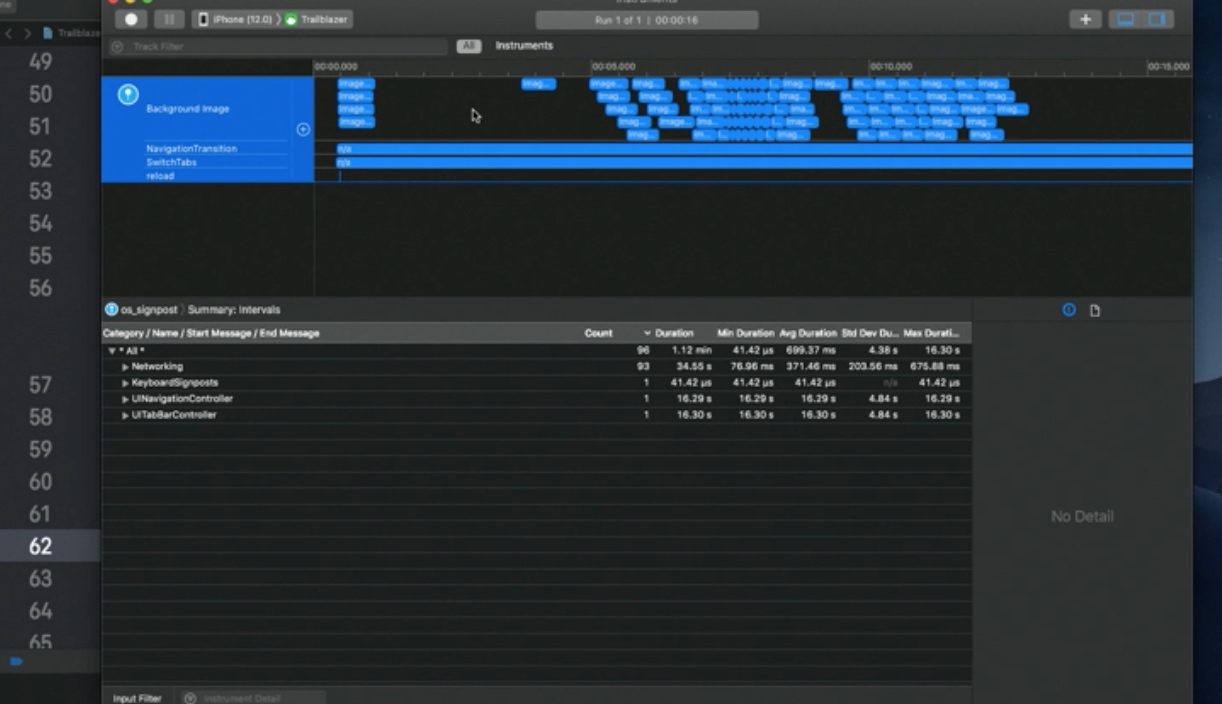 Trailblaze
iPhone (12.0) 〉 Trailblazer
Run 1 of 1 | 00:00:16
Track Filter
All Instruments
00:00.000 00:05.000 00:10.000 00:15.000
Background Image
NavigationTransition n/a
SwitchTabs n/a
reload
os_signpost 〉 Summary: Intervals
Category / Name / Start Message / End Message Count Duration Min Duration Avg Duration Std Dev Du... Max Durati...
* All * 96 1.12 min 41.42 µs 699.37 ms 4.38 s 16.30 s
Networking 93 34.55 s 76.96 ms 371.46 ms 203.56 ms 675.88 ms
KeyboardSignposts 1 41.42 µs 41.42 µs 41.42 µs n/a 41.42 µs
UINavigationController 1 16.29 s 16.29 s 16.29 s 4.84 s 16.29 s
UITabBarController 1 16.30 s 16.30 s 16.30 s 4.84 s 16.30 s
No Detail
Input Filter Instrument Detail
49
50
51
52
53
54
55
56
57
58
59
60
61
62
63
64
65